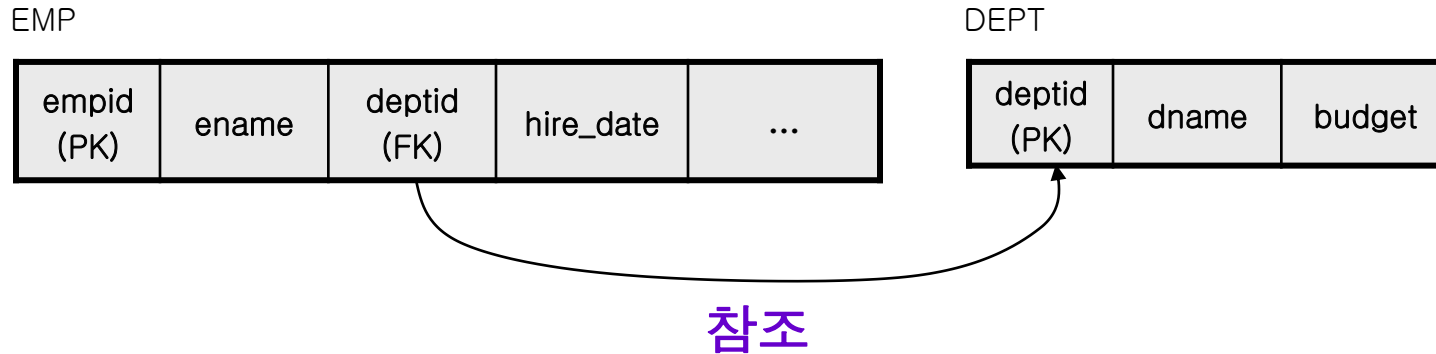 EMP
empid
(PK)
ename
deptid
(FK)
hire_date
...
DEPT
deptid
(PK)
dname
budget
참조